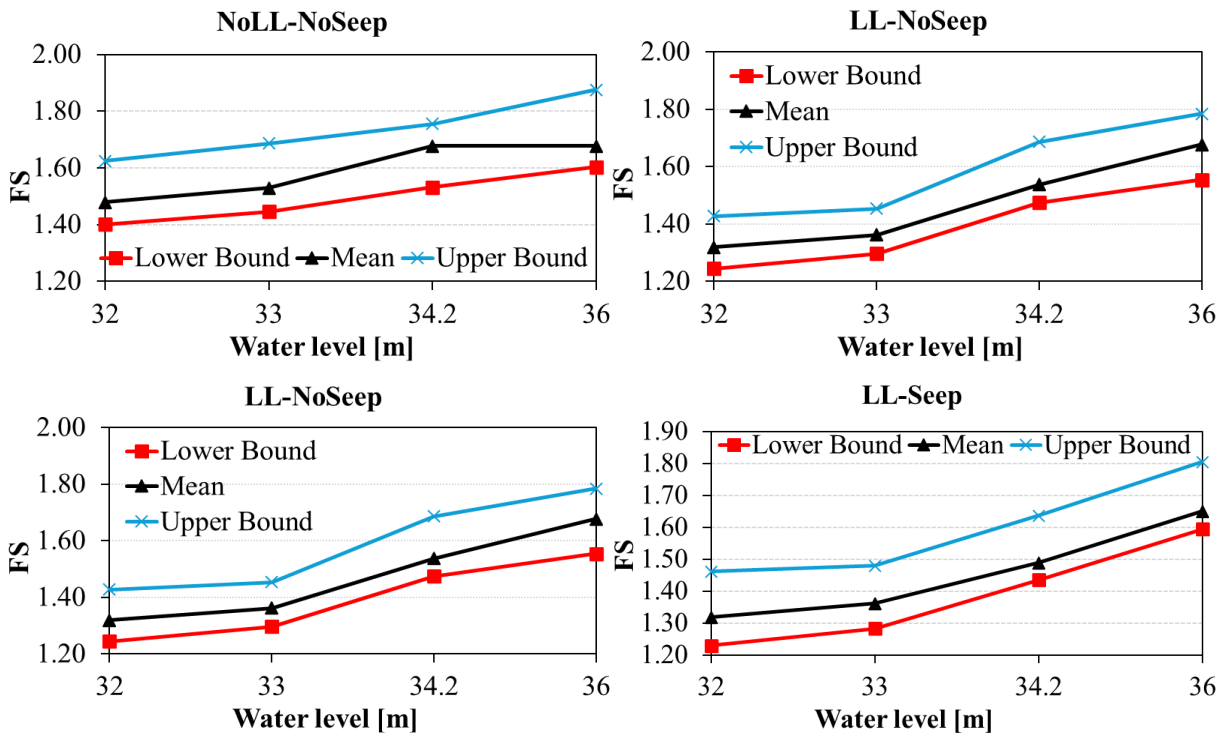 NoLL-NoSeep
2.00
1.80
1.60
1.40
1.20
FS
Lower Bound Mean Upper Bound
32 33 34.2 36
Water level [m]
LL-NoSeep
2.00
1.80
1.60
1.40
1.20
FS
Lower Bound
Mean
Upper Bound
32 33 34.2 36
Water level [m]
LL-NoSeep
2.00
1.80
1.60
1.40
1.20
FS
Lower Bound
Mean
Upper Bound
32 33 34.2 36
Water level [m]
LL-Seep
1.90
1.80
1.70
1.60
1.50
1.40
1.30
1.20
FS
Lower Bound Mean Upper Bound
32 33 34.2 36
Water level [m]